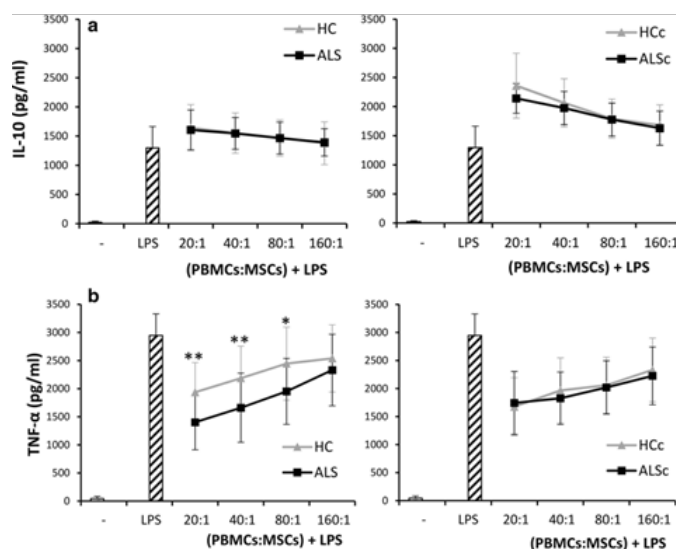 a
3500
3000
2500
2000
1500
1000
500
0
IL-10 (pg/ml)
HC
ALS
- LPS 20:1 40:1 80:1 160:1
(PBMCs:MSCs) + LPS
3500
3000
2500
2000
1500
1000
500
0
HCc
ALSc
- LPS 20:1 40:1 80:1 160:1
(PBMCs:MSCs) + LPS
b
3500
3000
2500
2000
1500
1000
500
0
TNF-α (pg/ml)
** ** *
HC
ALS
- LPS 20:1 40:1 80:1 160:1
(PBMCs:MSCs) + LPS
3500
3000
2500
2000
1500
1000
500
0
HCc
ALSc
- LPS 20:1 40:1 80:1 160:1
(PBMCs:MSCs) + LPS